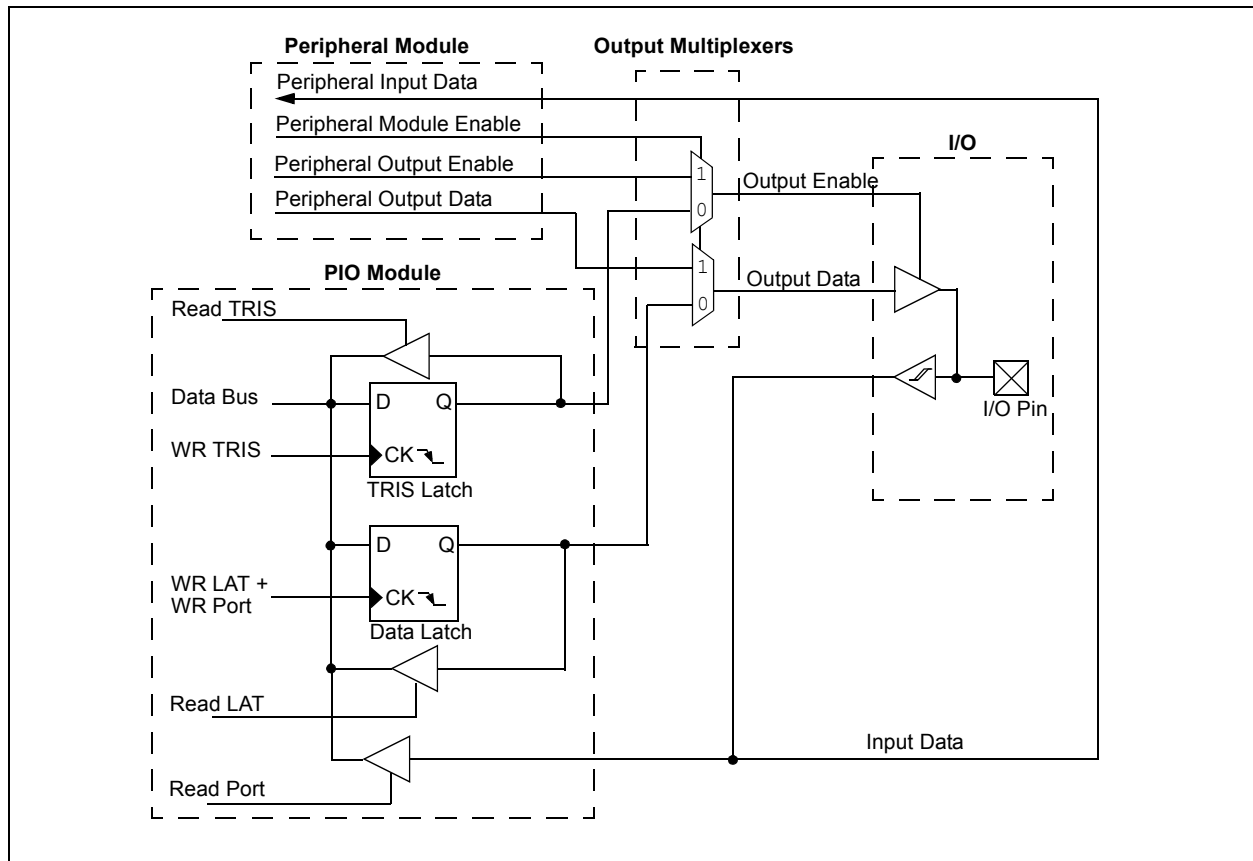 Peripheral Module
Output Multiplexers
Peripheral Input Data
Peripheral Module Enable
Peripheral Output Enable
Peripheral Output Data
1
0
Output Enable
1
0
Output Data
I/O
I/O Pin
PIO Module
Read TRIS
Data Bus
D
Q
WR TRIS
CK
TRIS Latch
D
Q
WR LAT +
WR Port
CK
Data Latch
Read LAT
Read Port
Input Data